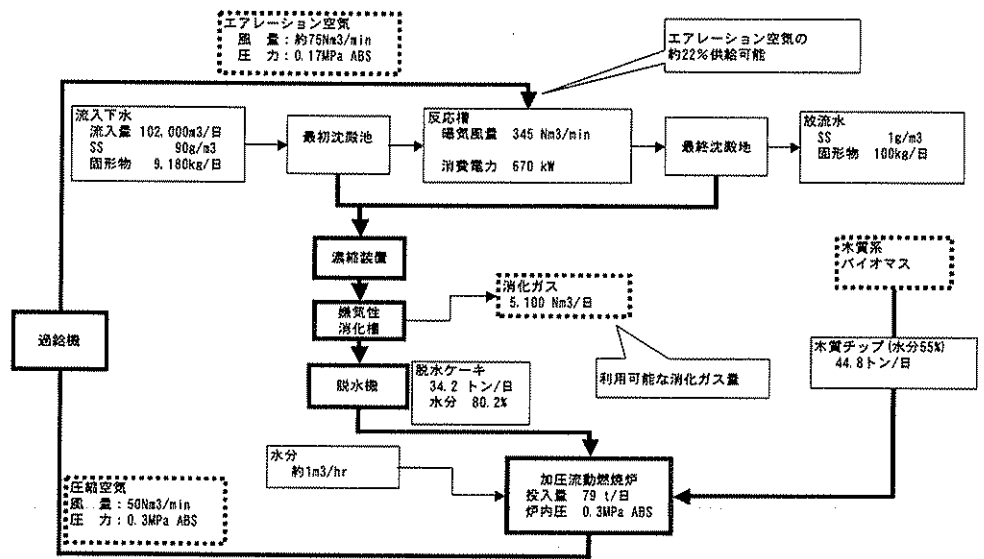 エアレーション空気
風 量：約75Nm3/min
圧 力：0.17MPa ABS
エアレーション空気の
約22％供給可能
流入下水
流入量 102,000m3/日
SS 90g/m3
固形物 9,180kg/日
最初沈殿池
反応槽
曝気風量 345 Nm3/min
消費電力 670 kW
最終沈殿地
放流水
SS 1g/m3
固形物 100kg/日
濃縮装置
嫌気性
消化槽
消化ガス
5,100 Nm3/日
木質系
バイオマス
過給機
脱水機
脱水ケーキ
34.2 トン/日
水分 80.2%
利用可能な消化ガス量
木質チップ(水分55%)
44.8トン/日
水分
約1m3/hr
加圧流動燃焼炉
投入量 79 t/日
炉内圧 0.3MPa ABS
圧縮空気
風 量：50Nm3/min
圧 力：0.3MPa ABS